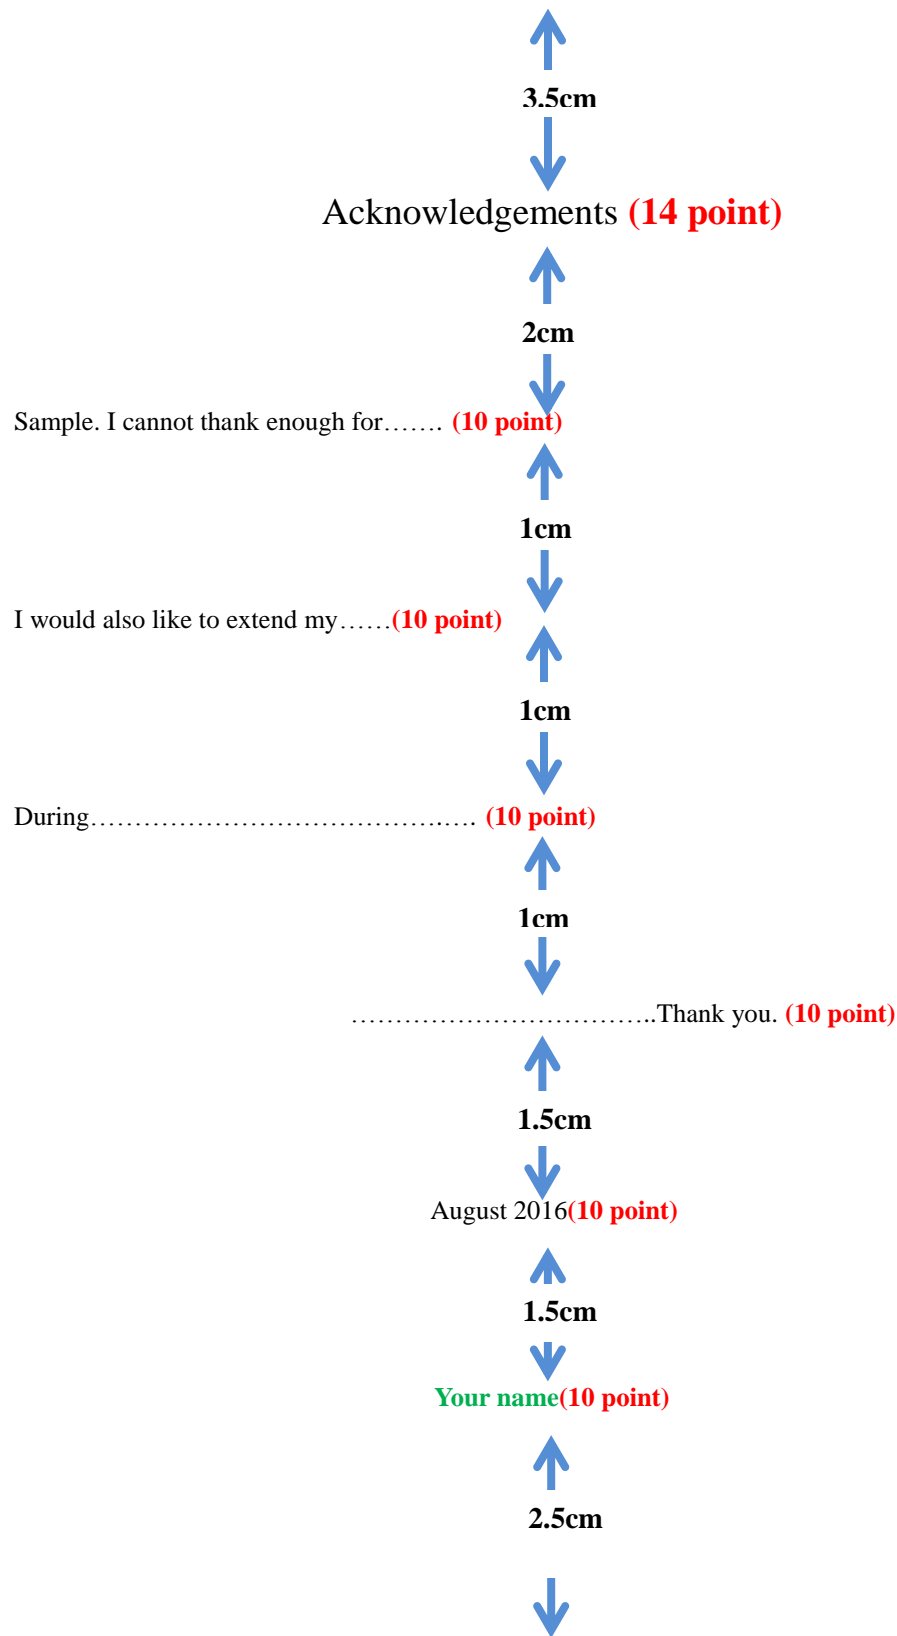 3.5cm
Acknowledgements (14 point)
2cm
Sample. I cannot thank enough for……. (10 point)
1cm
I would also like to extend my……(10 point)
1cm
During………………………………….…. (10 point)
1cm
……………………………..Thank you. (10 point)
1.5cm
August 2016(10 point)
1.5cm
Your name(10 point)
2.5cm